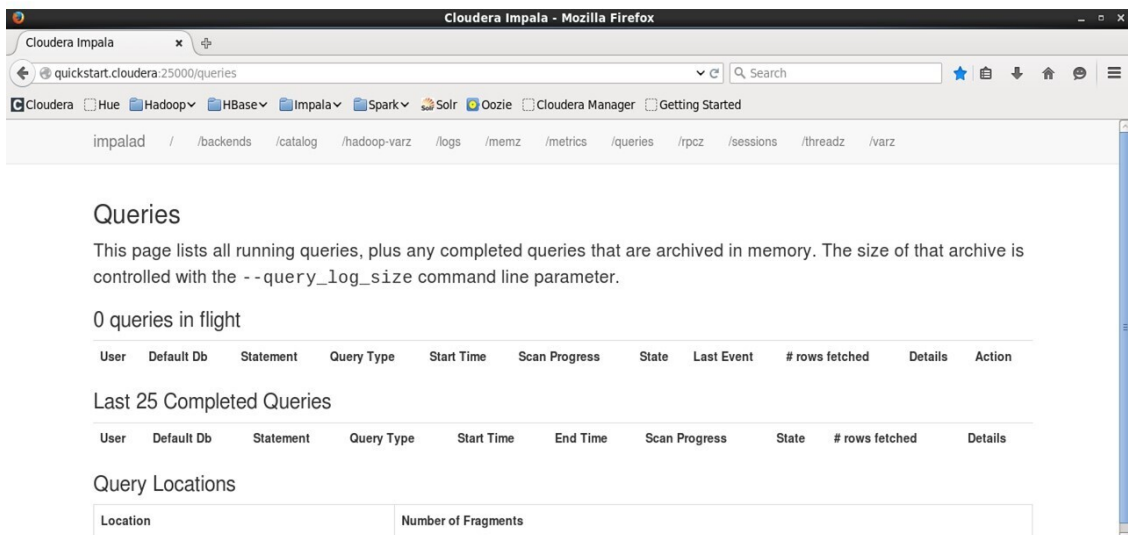 Cloudera Impala - Mozilla Firefox
Cloudera Impala
quickstart.cloudera:25000/queries
Search
Cloudera Hue Hadoop HBase Impala Spark Solr Oozie Cloudera Manager Getting Started
impalad / /backends /catalog /hadoop-varz /logs /memz /metrics /queries /rpcz /sessions /threadz /varz
Queries
This page lists all running queries, plus any completed queries that are archived in memory. The size of that archive is
controlled with the --query_log_size command line parameter.
0 queries in flight
User Default Db Statement Query Type Start Time Scan Progress State Last Event # rows fetched Details Action
Last 25 Completed Queries
User Default Db Statement Query Type Start Time End Time Scan Progress State # rows fetched Details
Query Locations
Location Number of Fragments